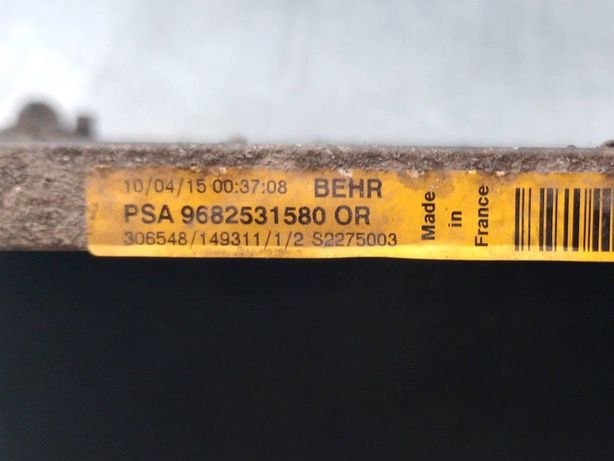 10/04/15 00:37:08 BEHR
PSA 9682531580 OR
306548/149311/1/2 S2275003
Made
in
France